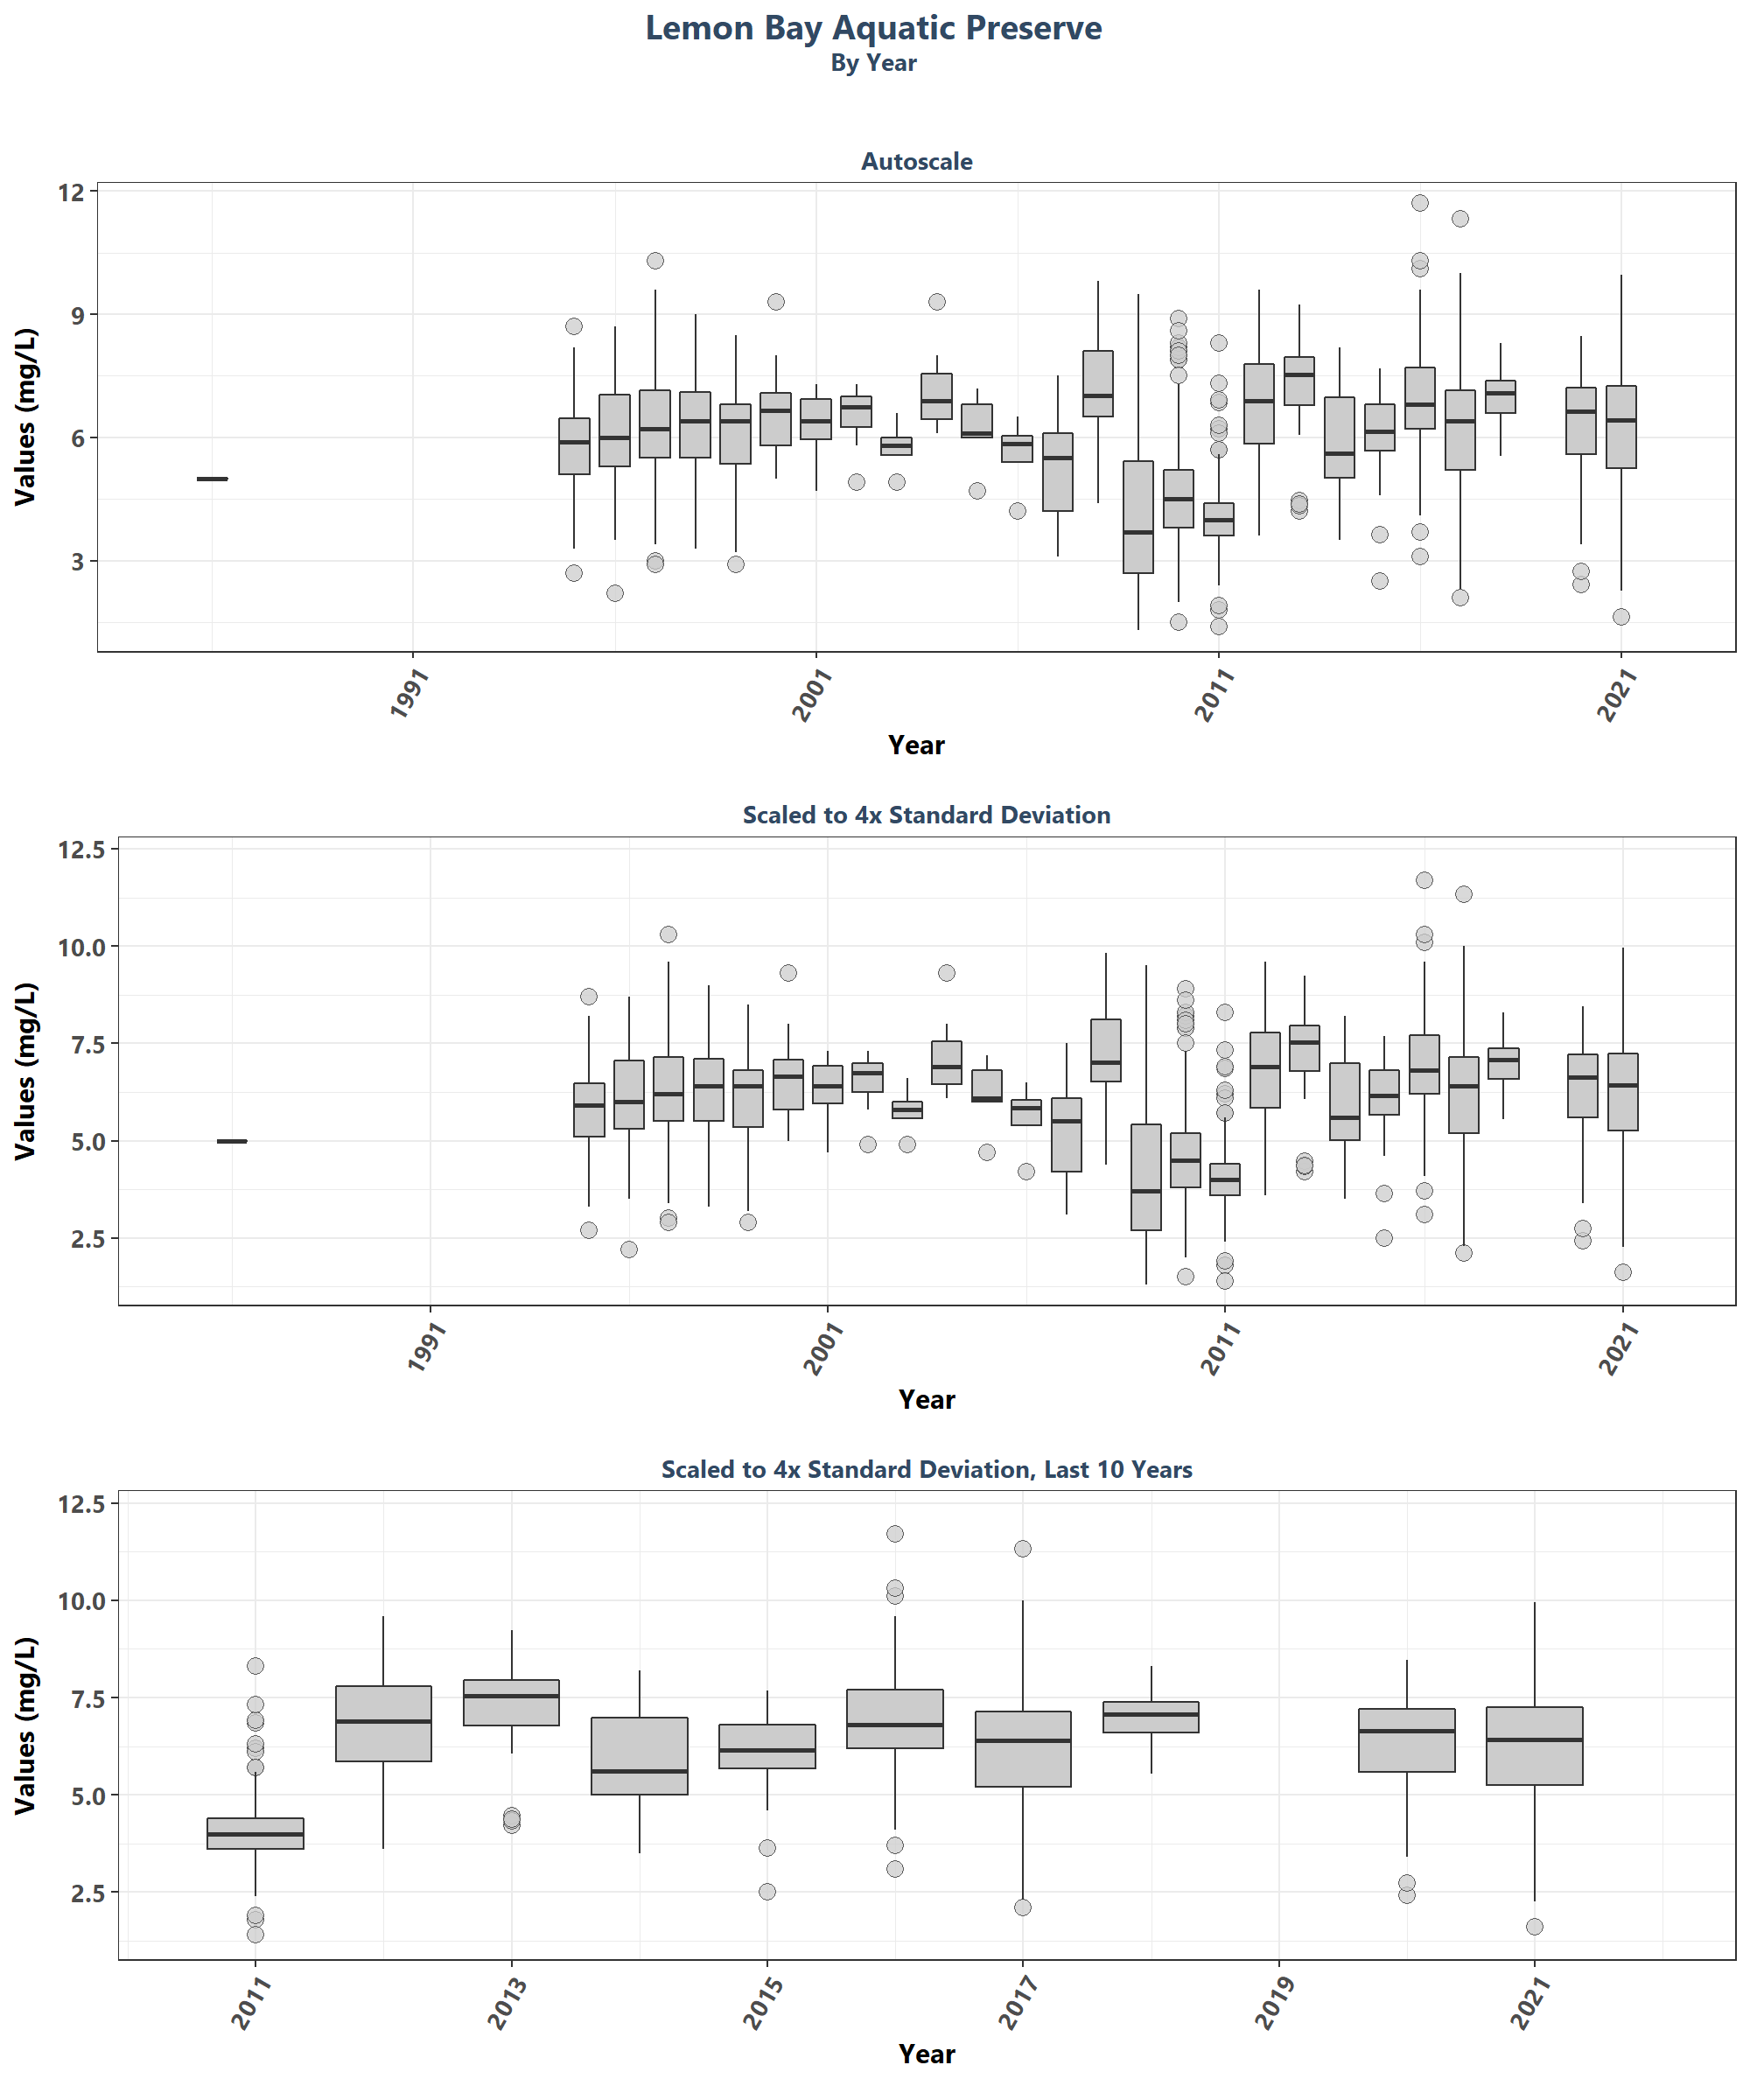 Lemon Bay Aquatic Preserve
By Year
Autoscale
12
9
6
3
Values (mg/L)
1991 2001 2011 2021
Year
Scaled to 4x Standard Deviation
12.5
10.0
7.5
5.0
2.5
Values (mg/L)
1991 2001 2011 2021
Year
Scaled to 4x Standard Deviation, Last 10 Years
12.5
10.0
7.5
5.0
2.5
Values (mg/L)
2011 2013 2015 2017 2019 2021
Year